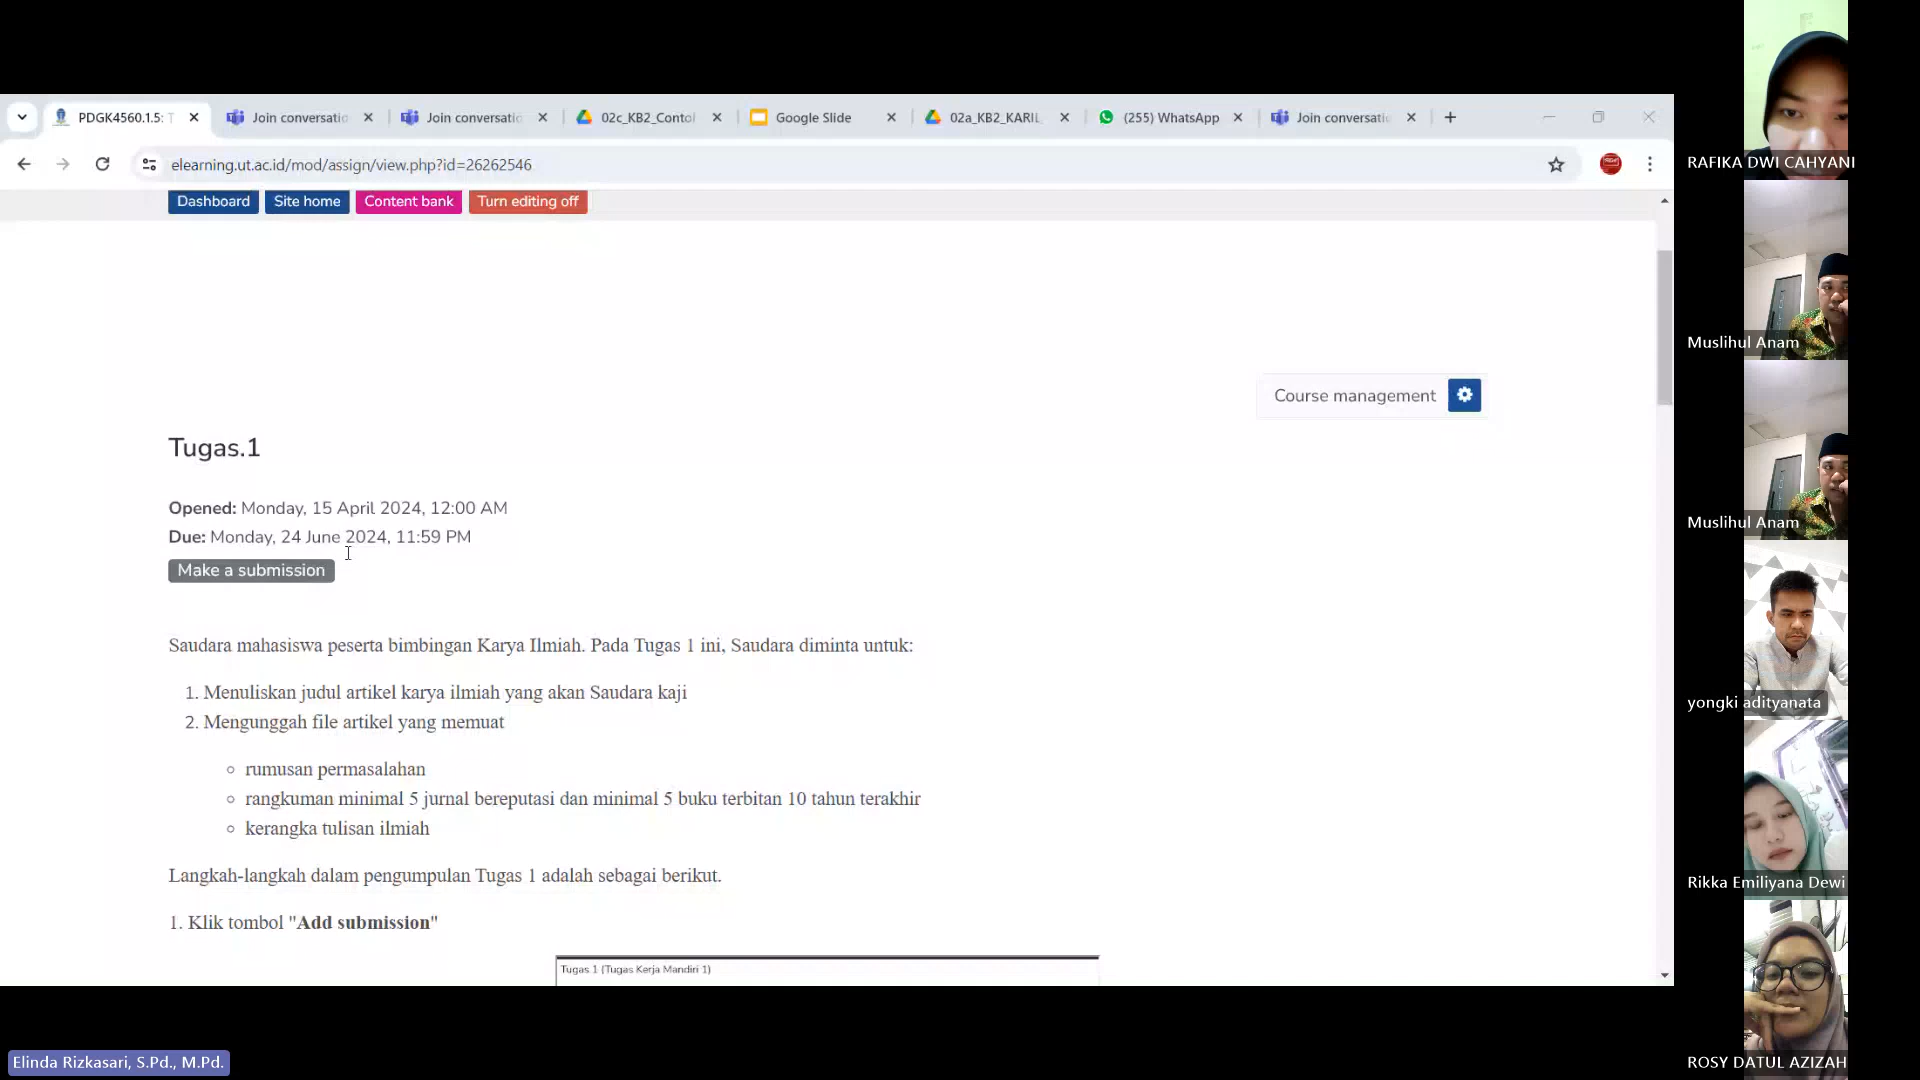 PDGK4560.1.5: T
Join conversatio
Join conversatio
02c_KB2_Contol
Google Slide
02a_KB2_KARIL
(255) WhatsApp
Join conversatio
elearning.ut.ac.id/mod/assign/view.php?id=26262546
Dashboard
Site home
Content bank
Turn editing off
Course management
Tugas.1
Opened: Monday, 15 April 2024, 12:00 AM
Due: Monday, 24 June 2024, 11:59 PM
Make a submission
Saudara mahasiswa peserta bimbingan Karya Ilmiah. Pada Tugas 1 ini, Saudara diminta untuk:
1. Menuliskan judul artikel karya ilmiah yang akan Saudara kaji
2. Mengunggah file artikel yang memuat
rumusan permasalahan
rangkuman minimal 5 jurnal bereputasi dan minimal 5 buku terbitan 10 tahun terakhir
kerangka tulisan ilmiah
Langkah-langkah dalam pengumpulan Tugas 1 adalah sebagai berikut.
1. Klik tombol "Add submission"
Tugas.1 (Tugas Kerja Mandiri 1)
RAFIKA DWI CAHYANI
Muslihul Anam
Muslihul Anam
yongki adityanata
Rikka Emiliyana Dewi
ROSY DATUL AZIZAH
Elinda Rizkasari, S.Pd., M.Pd.